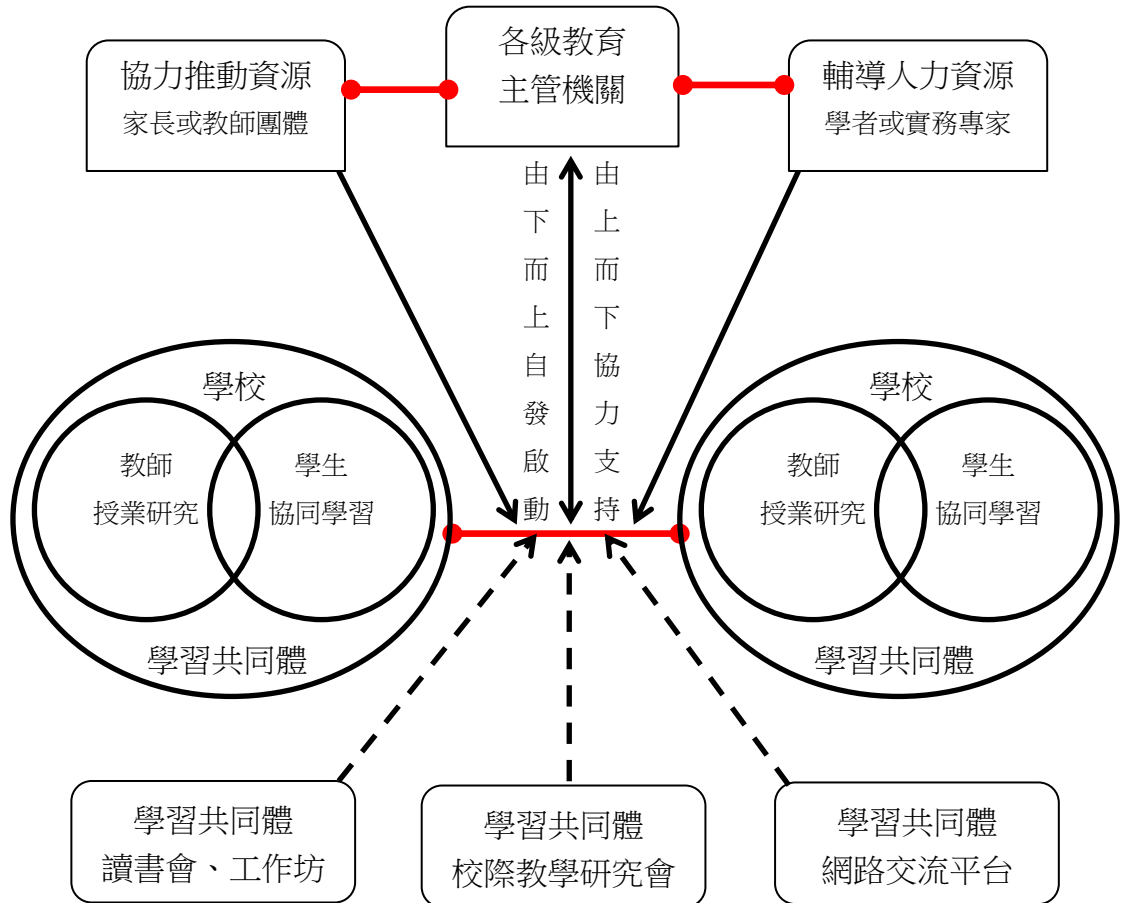 協力推動資源
家長或教師團體
各級教育
主管機關
輔導人力資源
學者或實務專家
由下而上自發啟動
由上而下協力支持
學校
教師
授業研究
學生
協同學習
學習共同體
學校
教師
授業研究
學生
協同學習
學習共同體
學習共同體
讀書會、工作坊
學習共同體
校際教學研究會
學習共同體
網路交流平台